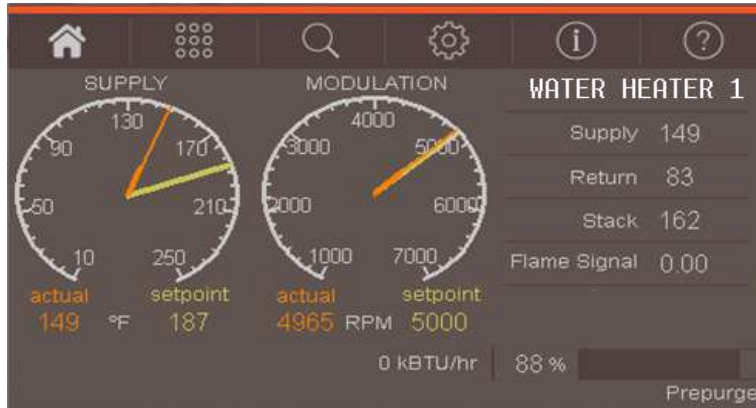 SUPPLY
MODULATION
WATER HEATER 1
10
50
90
130
170
210
250
1000
2000
3000
4000
5000
6000
7000
Supply 149
Return 83
Stack 162
Flame Signal 0.00
actual setpoint
149 °F 187
actual setpoint
4965 RPM 5000
0 kBTU/hr 88 %
Prepurge